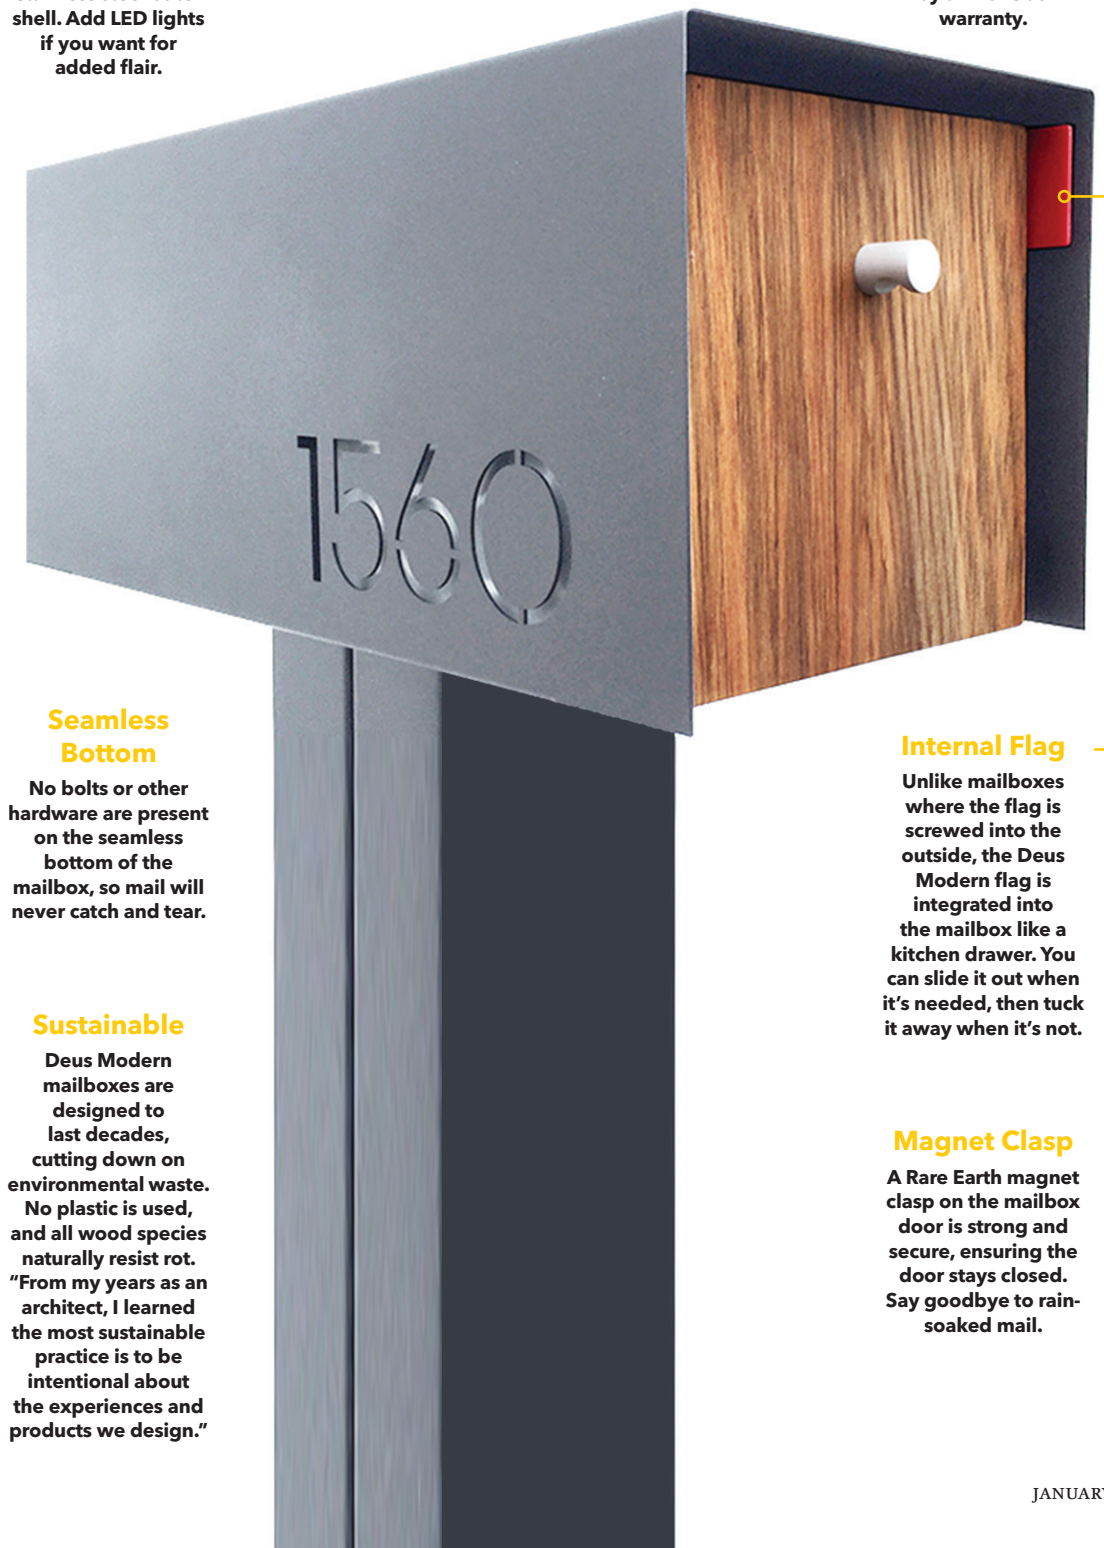 shell. Add LED lights
if you want for
added flair.
warranty.
1560
Seamless
Bottom
No bolts or other
hardware are present
on the seamless
bottom of the
mailbox, so mail will
never catch and tear.
Sustainable
Deus Modern
mailboxes are
designed to
last decades,
cutting down on
environmental waste.
No plastic is used,
and all wood species
naturally resist rot.
“From my years as an
architect, I learned
the most sustainable
practice is to be
intentional about
the experiences and
products we design.”
Internal Flag
Unlike mailboxes
where the flag is
screwed into the
outside, the Deus
Modern flag is
integrated into
the mailbox like a
kitchen drawer. You
can slide it out when
it’s needed, then tuck
it away when it’s not.
Magnet Clasp
A Rare Earth magnet
clasp on the mailbox
door is strong and
secure, ensuring the
door stays closed.
Say goodbye to rain-
soaked mail.
JANUARY